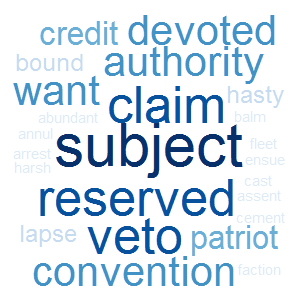 credit devoted
bound authority
want claim hasty
abundant balm
annul subject fleet
arrest ensue
harsh cast
reserved assent
cement
lapse veto patriot
convention faction